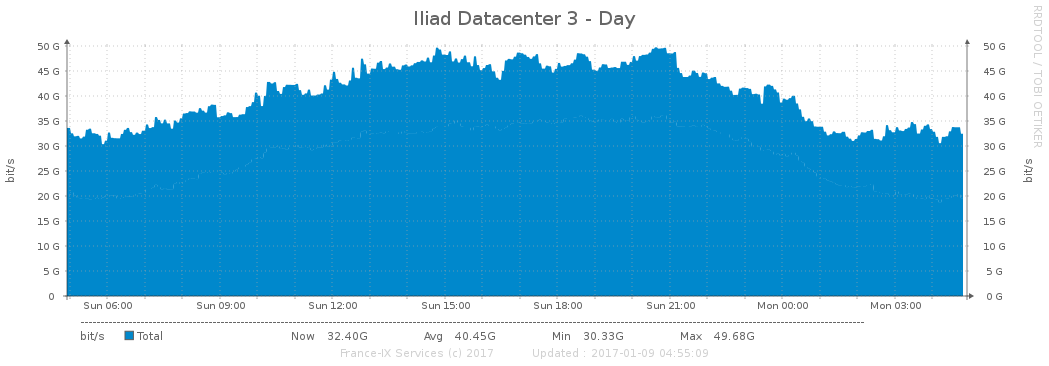 Iliad Datacenter 3 - Day
RRDTOOL / TOBI OETIKER
50 G 50 G
45 G 45 G
40 G 40 G
35 G 35 G
30 G 30 G
25 G 25 G
20 G 20 G
15 G 15 G
10 G 10 G
5 G 5 G
0 0 G
bit/s bit/s
Sun 06:00 Sun 09:00 Sun 12:00 Sun 15:00 Sun 18:00 Sun 21:00 Mon 00:00 Mon 03:00
bit/s Total Now 32.40G Avg 40.45G Min 30.33G Max 49.68G
France-IX Services (c) 2017 Updated : 2017-01-09 04:55:09